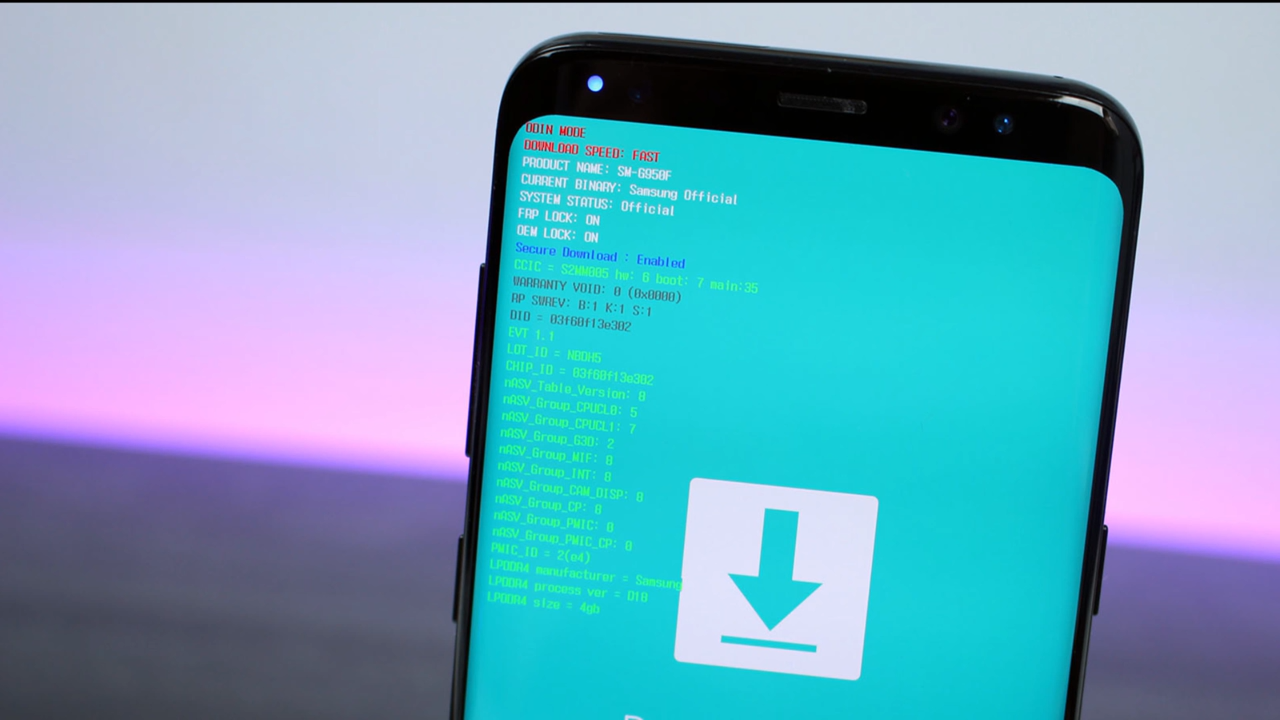 ODIN MODE
DOWNLOAD SPEED: FAST
PRODUCT NAME: SM-G950F
CURRENT BINARY: Samsung Official
SYSTEM STATUS: Official
FRP LOCK: ON
OEM LOCK: ON
Secure Download : Enabled
CCIC = S2MM005 hw: 6 boot: 7 main:35
WARRANTY VOID: 0 (0x0000)
RP SWREV: B:1 K:1 S:1
DID = 03f60f13e302
EVT 1.1
LOT_ID = N8DH5
CHIP_ID = 03f60f13e302
nASV_Table_Version: 0
nASV_Group_CPUCL0: 5
nASV_Group_CPUCL1: 7
nASV_Group_G3D: 2
nASV_Group_MIF: 0
nASV_Group_INT: 0
nASV_Group_CAM_DISP: 0
nASV_Group_CP: 0
nASV_Group_PMIC: 0
nASV_Group_PMIC_CP: 0
PMIC_ID = 2(e4)
LPDDR4 manufacturer = Samsung
LPDDR4 process ver = D18
LPDDR4 size = 4gb